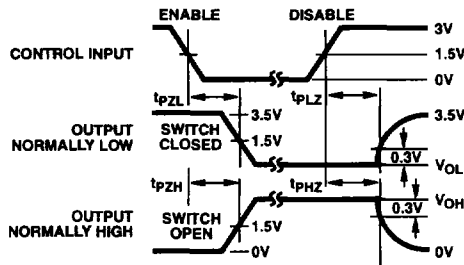 ENABLE DISABLE
CONTROL INPUT
3V
1.5V
0V
tPZL tPLZ
3.5V 3.5V
OUTPUT
NORMALLY LOW
SWITCH
CLOSED
1.5V
0.3V
VOL
tPZH tPHZ
VOH
0.3V
OUTPUT
NORMALLY HIGH
SWITCH
OPEN
1.5V
0V 0V